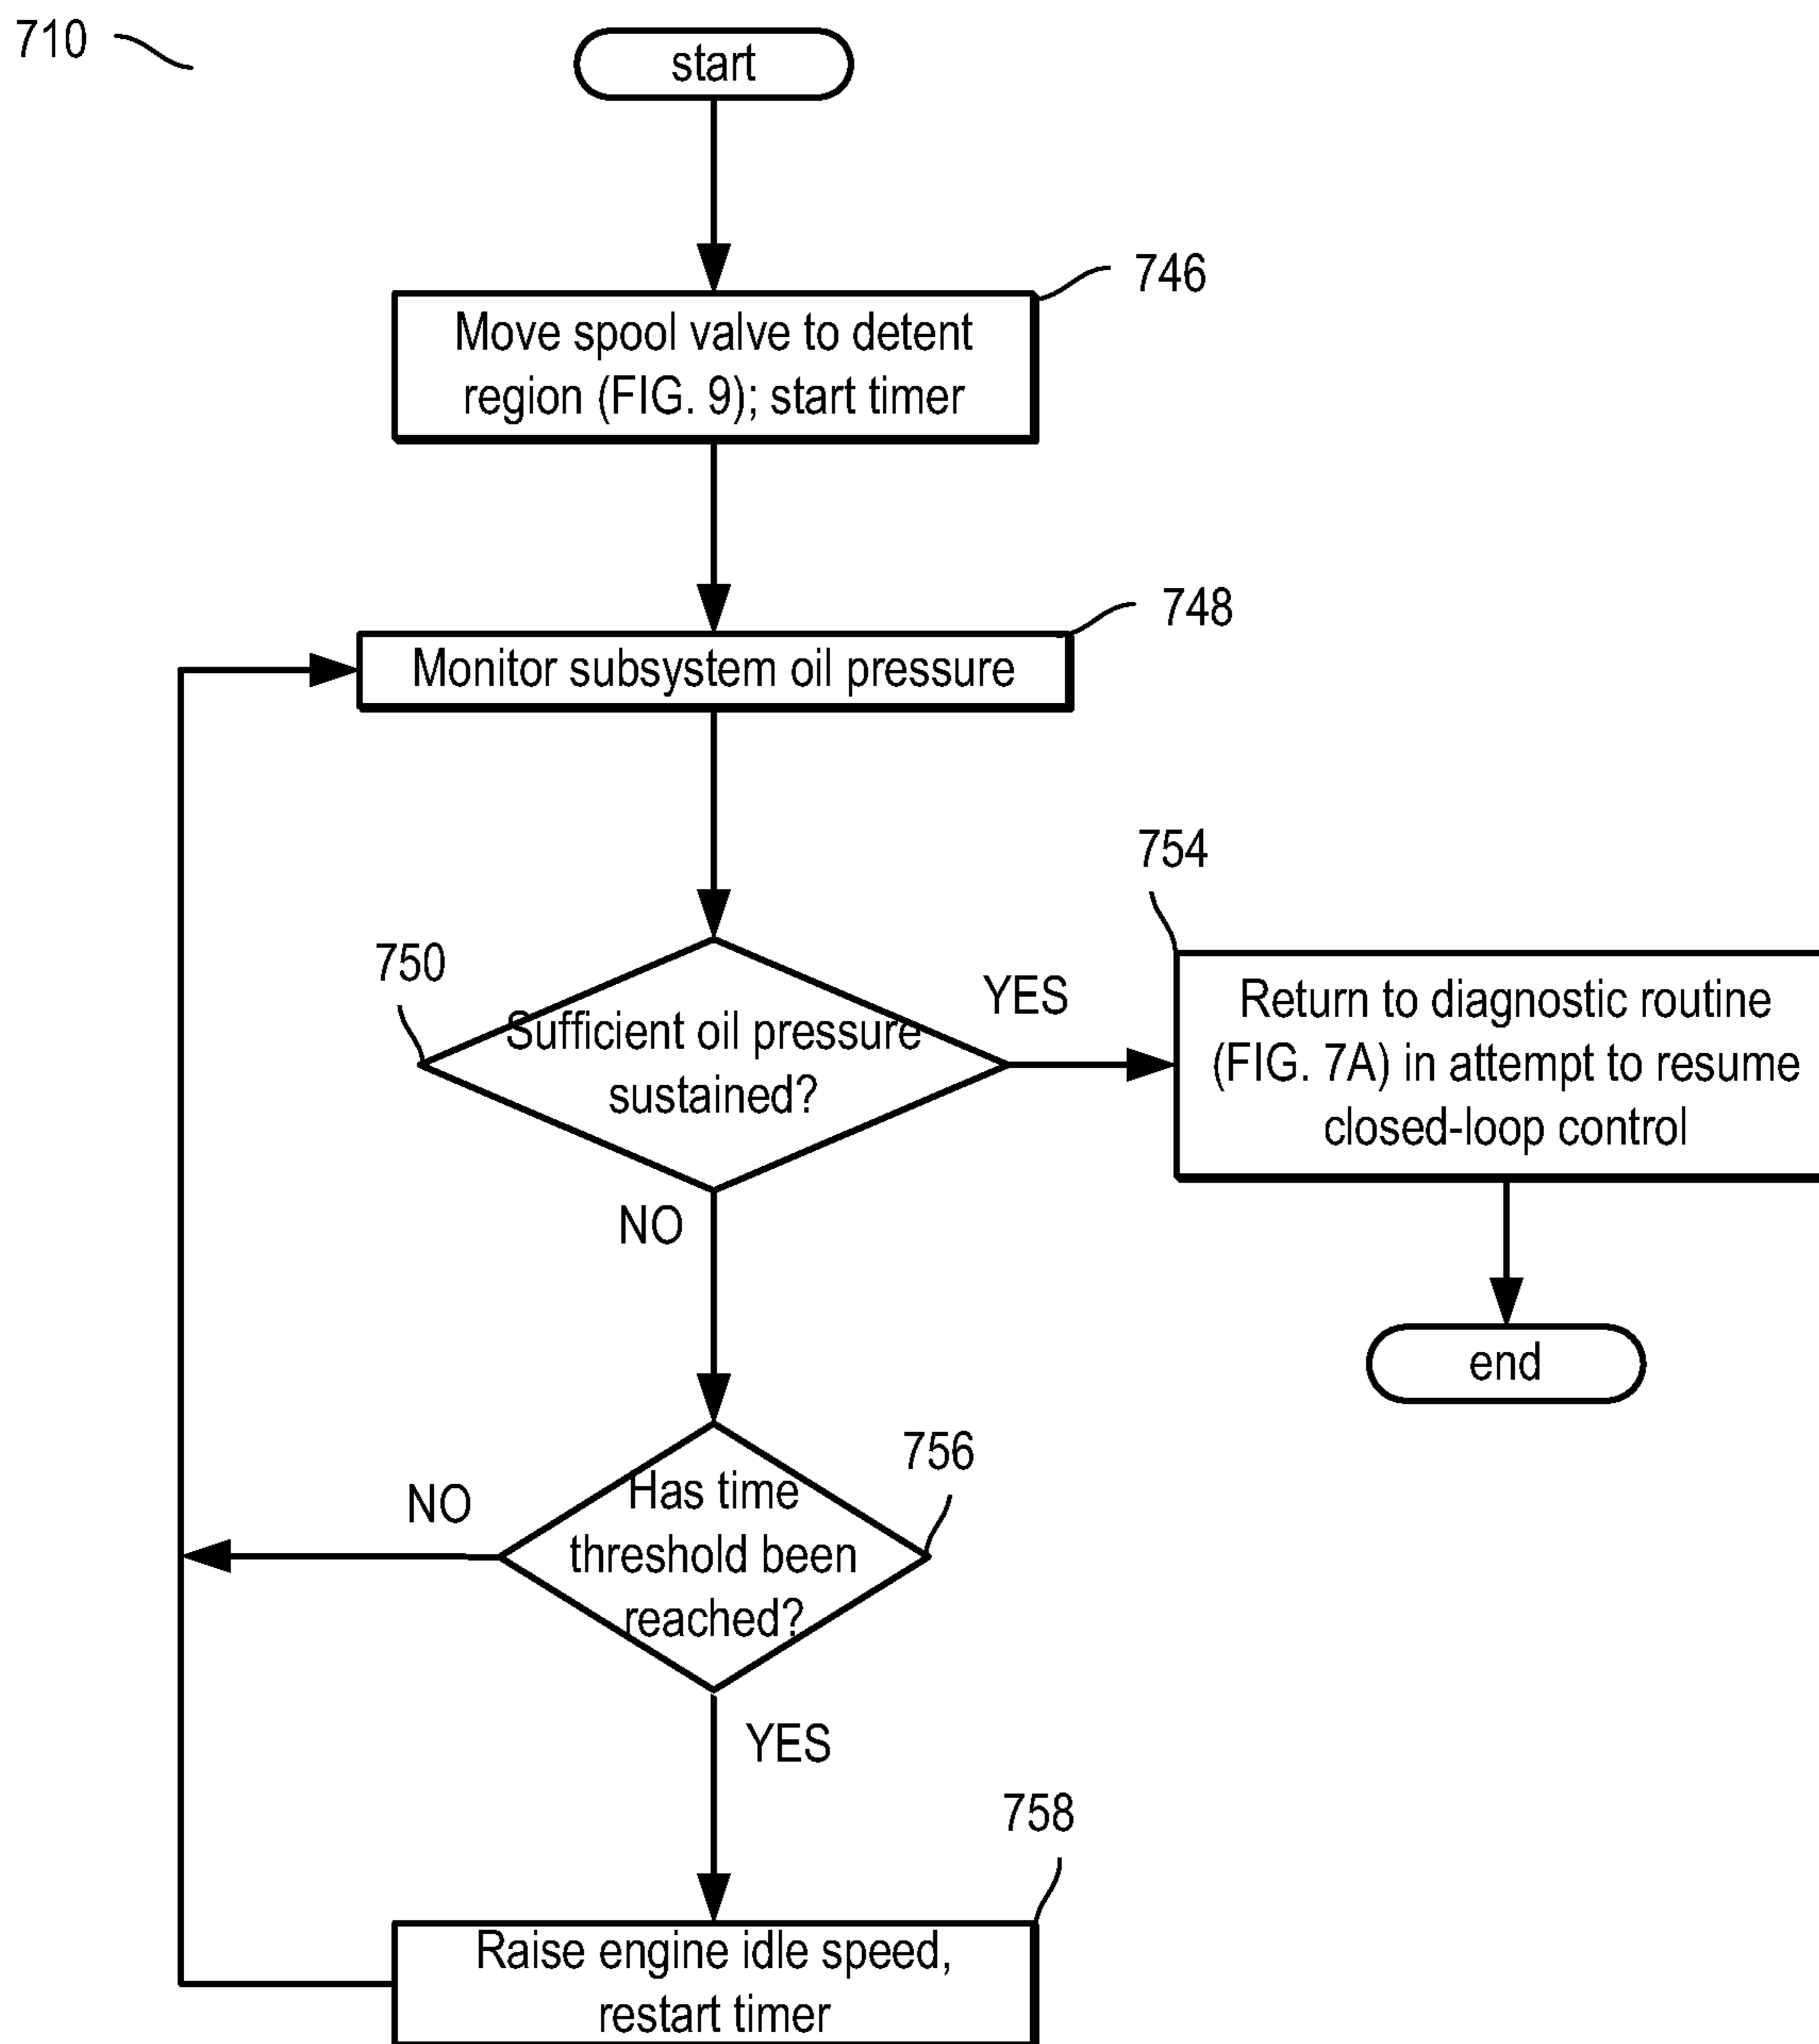 710
start
746
Move spool valve to detent
region (FIG. 9); start timer
748
Monitor subsystem oil pressure
754
750
YES
Sufficient oil pressure
sustained?
Return to diagnostic routine
(FIG. 7A) in attempt to resume
closed-loop control
NO
end
756
NO
Has time
threshold been
reached?
YES
758
Raise engine idle speed,
restart timer